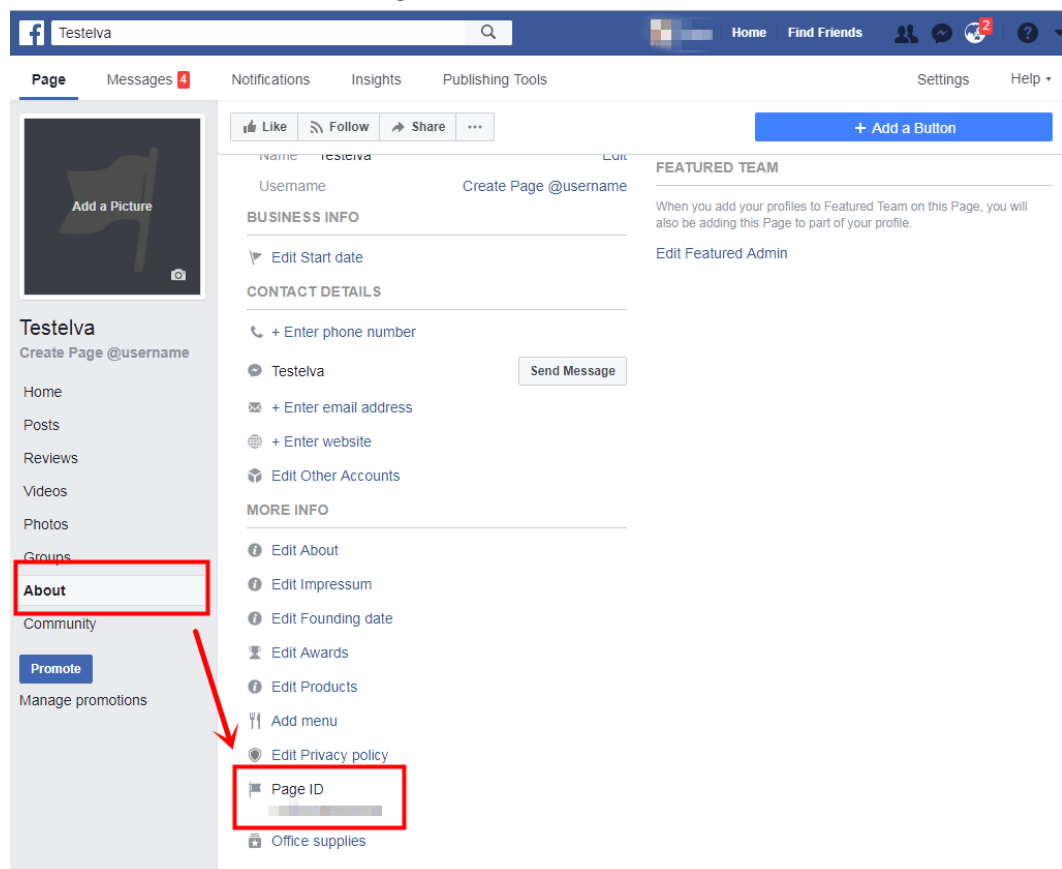 f
Testelva
Home Find Friends 2 ?
Page Messages 4 Notifications Insights Publishing Tools Settings Help
Like Follow Share ... + Add a Button
Name Testelva Edit
Username Create Page @username
BUSINESS INFO
Edit Start date
CONTACT DETAILS
+ Enter phone number
Testelva Send Message
+ Enter email address
+ Enter website
Edit Other Accounts
MORE INFO
Edit About
Edit Impressum
Edit Founding date
Edit Awards
Edit Products
Add menu
Edit Privacy policy
Page ID
Office supplies
FEATURED TEAM
When you add your profiles to Featured Team on this Page, you will
also be adding this Page to part of your profile.
Edit Featured Admin
Add a Picture
Testelva
Create Page @username
Home
Posts
Reviews
Videos
Photos
Groups
About
Community
Promote
Manage promotions